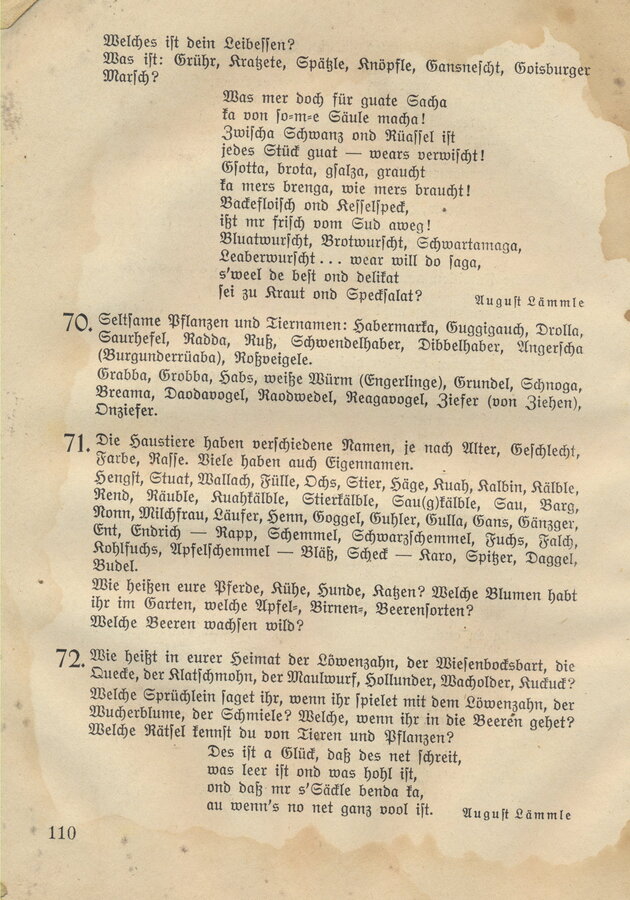 Welches ist dein Leibessen?
Was ist: Grühr, Kratzete, Spätzle, Knöpfle, Gansnescht, Goisburger
Marsch?
Was mer doch für guate Sacha
ka von so=m=e Säule macha!
Zwischa Schwanz ond Rüassel ist
jedes Stück guat — wears verwischt!
Gsotta, brota, gsalza, graucht
ka mers brenga, wie mers braucht!
Backefloisch ond Kesselspeck,
ißt mr frisch vom Sud aweg!
Bluatwurscht, Brotwurscht, Schwartamaga,
Leaberwurscht ... wear will do saga,
s'weel de best ond delikat
sei zu Kraut ond Specksalat?
August Lämmle
70. Seltsame Pflanzen und Tiernamen: Habermarka, Guggigauch, Drolla,
Saurhefel, Radda, Ruß, Schwendelhaber, Dibbelhaber, Angerscha
(Burgunderrüaba), Roßveigele.
Grabba, Grobba, Habs, weiße Würm (Engerlinge), Grundel, Schnoga,
Breama, Daodavogel, Raodwedel, Reagavogel, Ziefer (von Ziehen),
Onziefer.
71. Die Haustiere haben verschiedene Namen, je nach Alter, Geschlecht,
Farbe, Rasse. Viele haben auch Eigennamen.
Hengst, Stuat, Wallach, Fülle, Ochs, Stier, Häge, Kuah, Kalbin, Kälble,
Rend, Räuble, Kuahkälble, Stierkälble, Sau(g)kälble, Sau, Barg,
Nonn, Milchfrau, Läufer, Henn, Goggel, Guhler, Gulla, Gans, Gänzger,
Ent, Endrich — Rapp, Schemmel, Schwarzschemmel, Fuchs, Falch,
Kohlfuchs, Apfelschemmel — Bläß, Scheck — Karo, Spitzer, Daggel,
Budel.
Wie heißen eure Pferde, Kühe, Hunde, Katzen? Welche Blumen habt
ihr im Garten, welche Apfel=, Birnen=, Beerensorten?
Welche Beeren wachsen wild?
72. Wie heißt in eurer Heimat der Löwenzahn, der Wiesenbocksbart, die
Quecke, der Klatschmohn, der Maulwurf, Hollunder, Wacholder, Kuckuck?
Welche Sprüchlein saget ihr, wenn ihr spielet mit dem Löwenzahn, der
Wucherblume, der Schmiele? Welche, wenn ihr in die Beeren gehet?
Welche Rätsel kennst du von Tieren und Pflanzen?
Des ist a Glück, daß des net schreit,
was leer ist ond was hohl ist,
ond daß mr s'Säckle benda ka,
au wenn's no net ganz vool ist.
August Lämmle
110